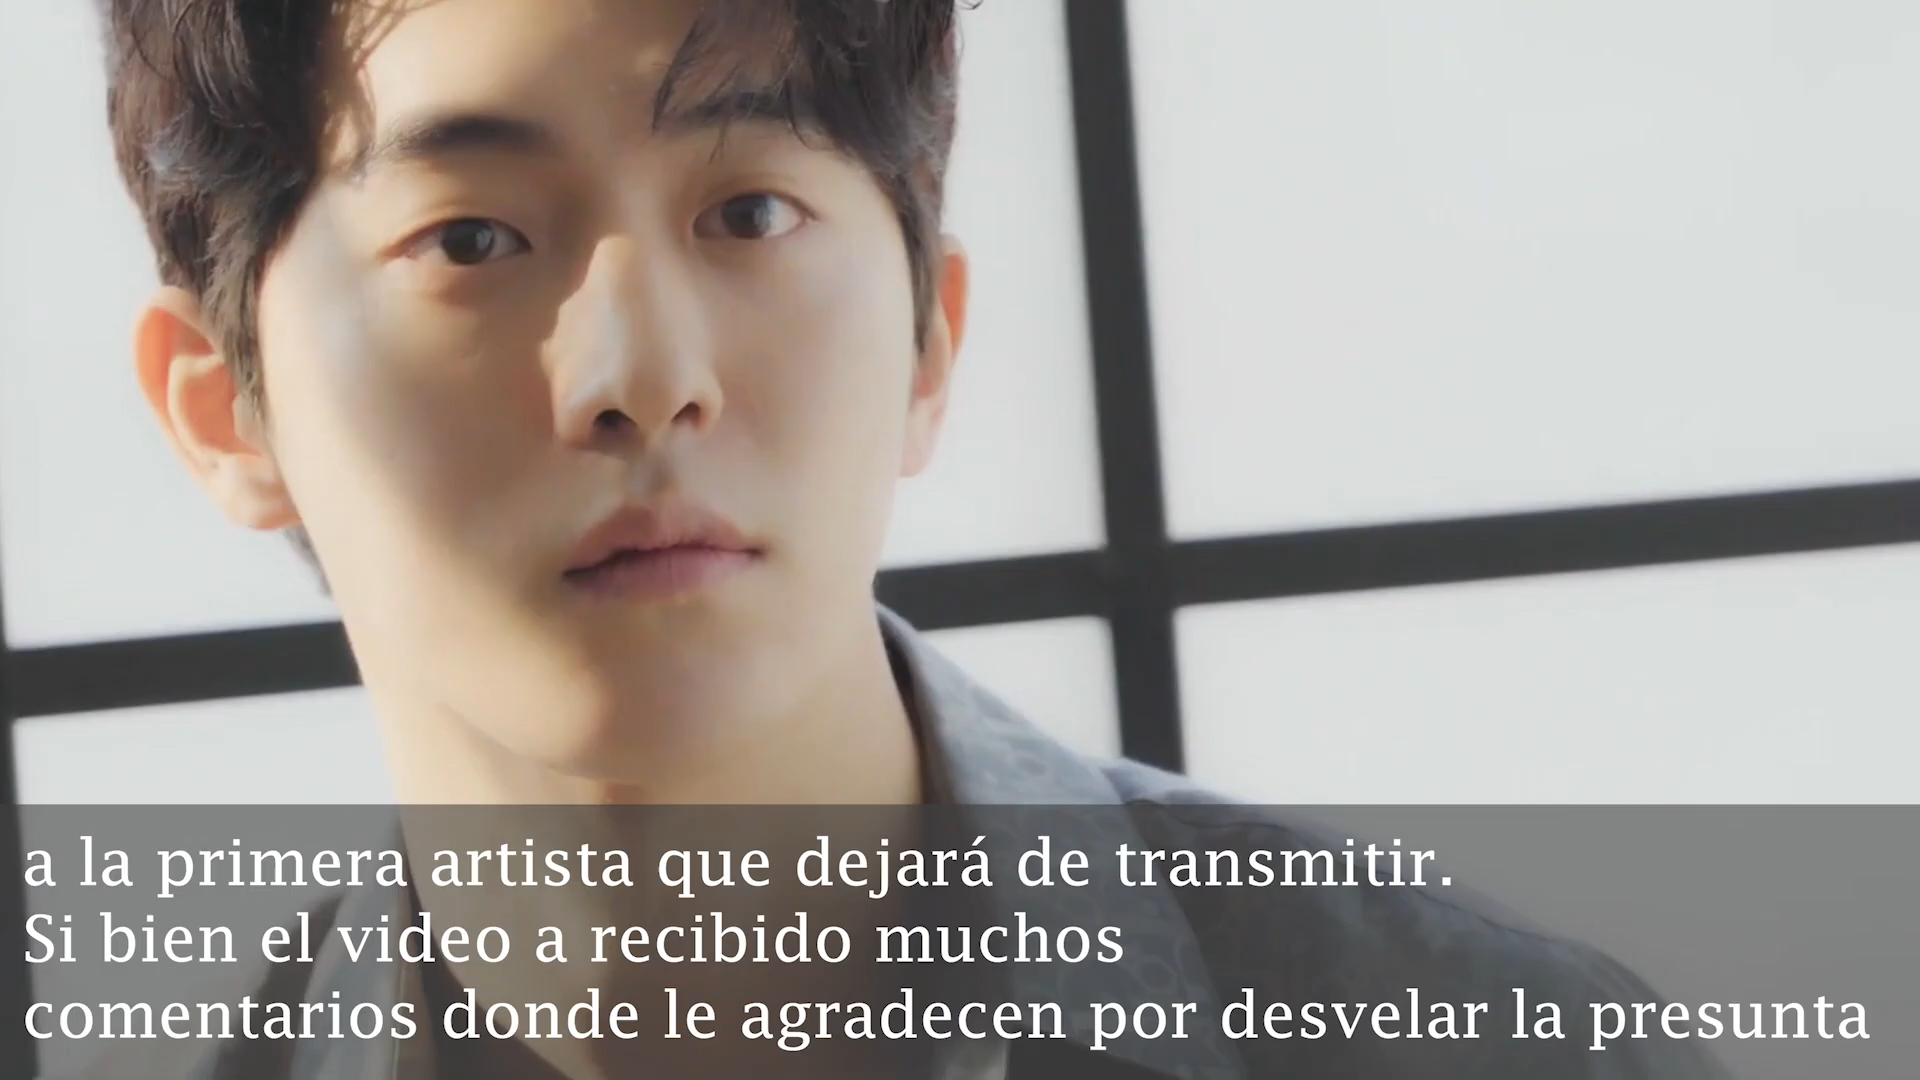 a la primera artista que dejará de transmitir.
Si bien el video a recibido muchos
comentarios donde le agradecen por desvelar la presunta